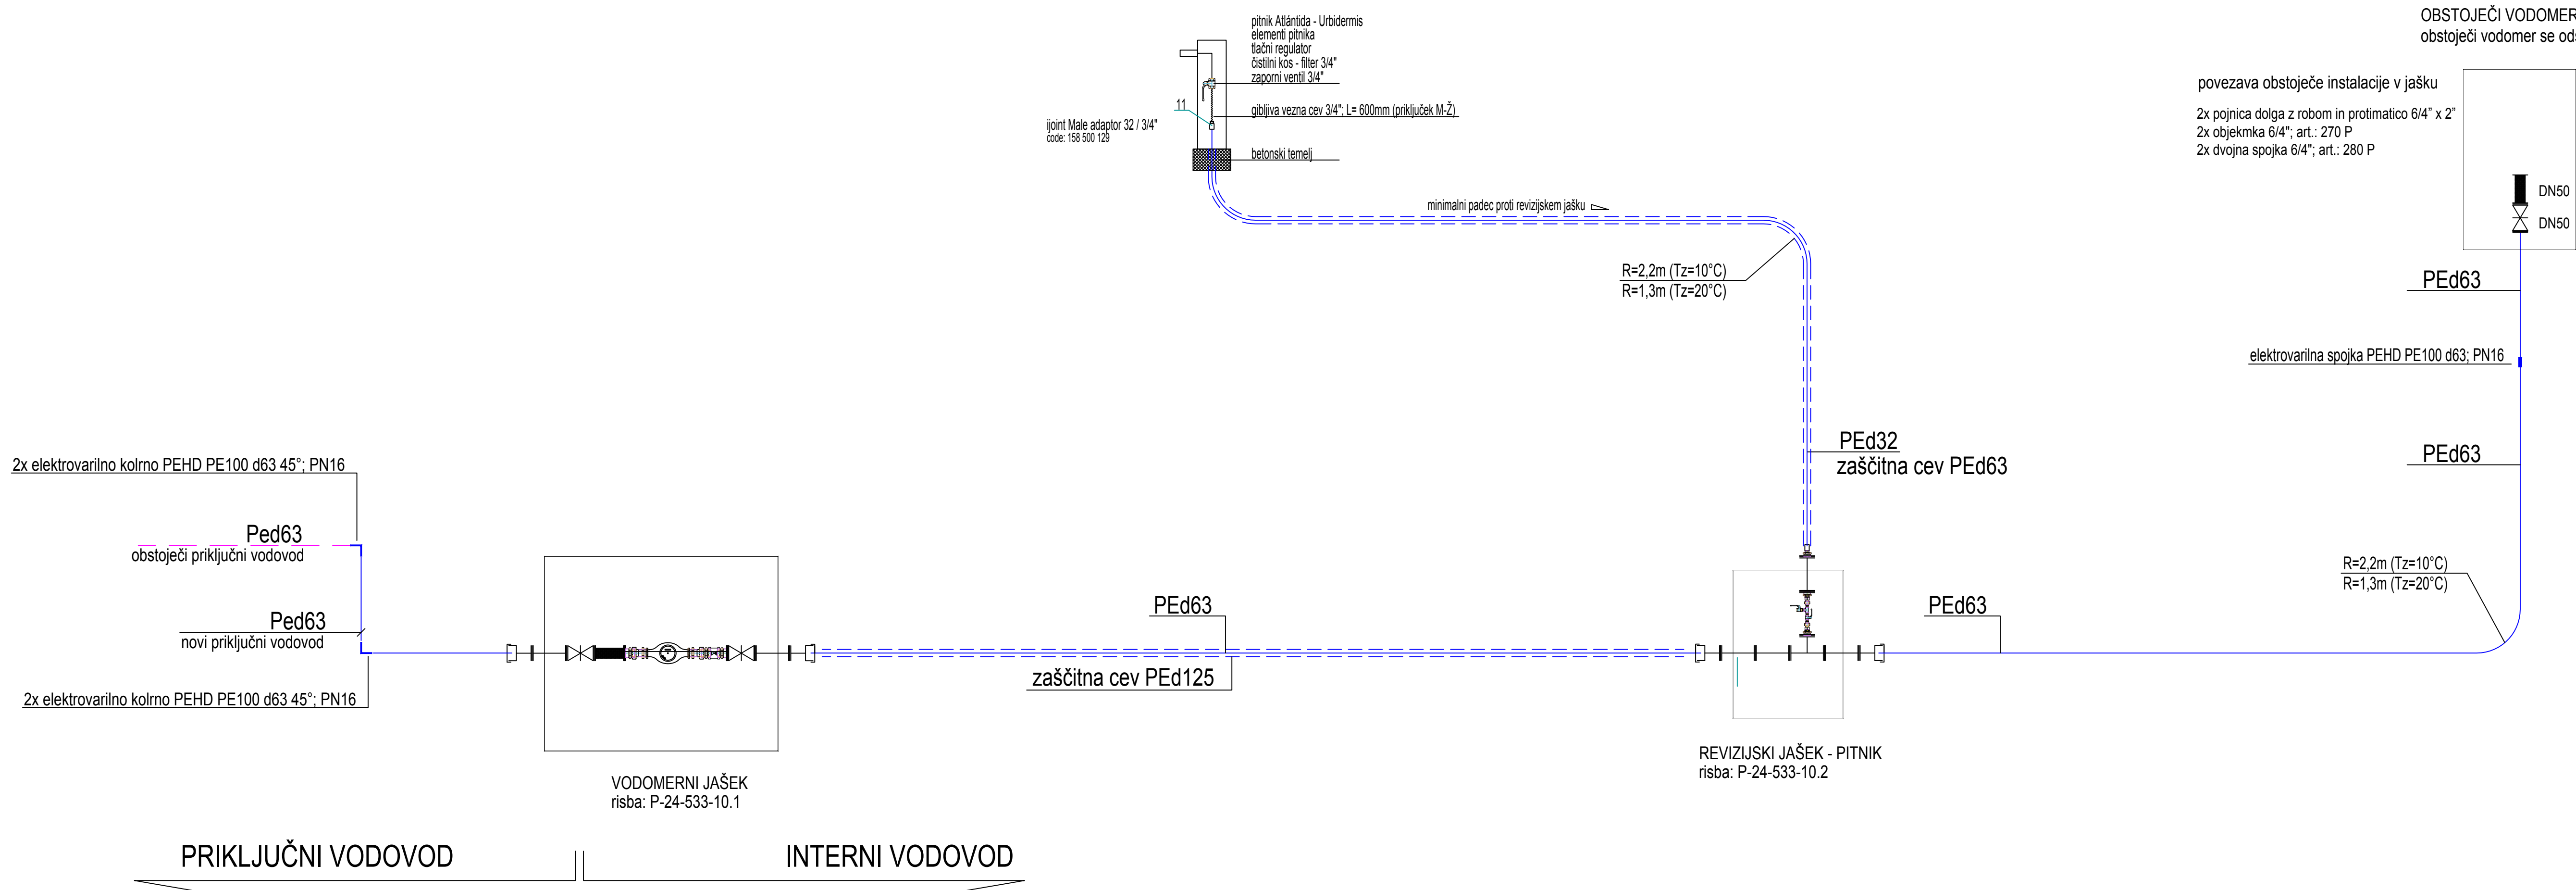 pitnik Atlántida - Urbidermis
elementi pitnika
tlačni regulator
čistilni kos - filter 3/4"
zaporni ventil 3/4"
11
gibljiva vezna cev 3/4"; L= 600mm (priključek M-Ž)
ijoint Male adaptor 32 / 3/4"
code: 158 500 129
betonski temelj
OBSTOJEČI VODOMER
obstoječi vodomer se ods
povezava obstoječe instalacije v jašku
2x pojnica dolga z robom in protimatico 6/4” x 2”
2x objekmka 6/4"; art.: 270 P
2x dvojna spojka 6/4"; art.: 280 P
DN50
DN50
minimalni padec proti revizijskem jašku
R=2,2m (Tz=10°C)
R=1,3m (Tz=20°C)
PEd63
elektrovarilna spojka PEHD PE100 d63; PN16
PEd32
zaščitna cev PEd63
PEd63
2x elektrovarilno kolrno PEHD PE100 d63 45°; PN16
Ped63
obstoječi priključni vodovod
Ped63
novi priključni vodovod
2x elektrovarilno kolrno PEHD PE100 d63 45°; PN16
PEd63
zaščitna cev PEd125
PEd63
R=2,2m (Tz=10°C)
R=1,3m (Tz=20°C)
VODOMERNI JAŠEK
risba: P-24-533-10.1
REVIZIJSKI JAŠEK - PITNIK
risba: P-24-533-10.2
PRIKLJUČNI VODOVOD
INTERNI VODOVOD